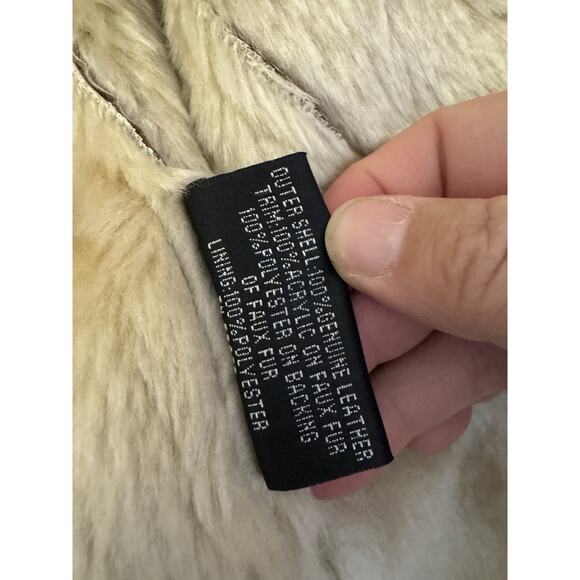 OUTER SHELL:100%GENUINE LEATHER
TRIM:100%ACRYLIC ON FAUX FUR
100%POLYESTER ON BACKING
OF FAUX FUR
LINING:100%POLYESTER